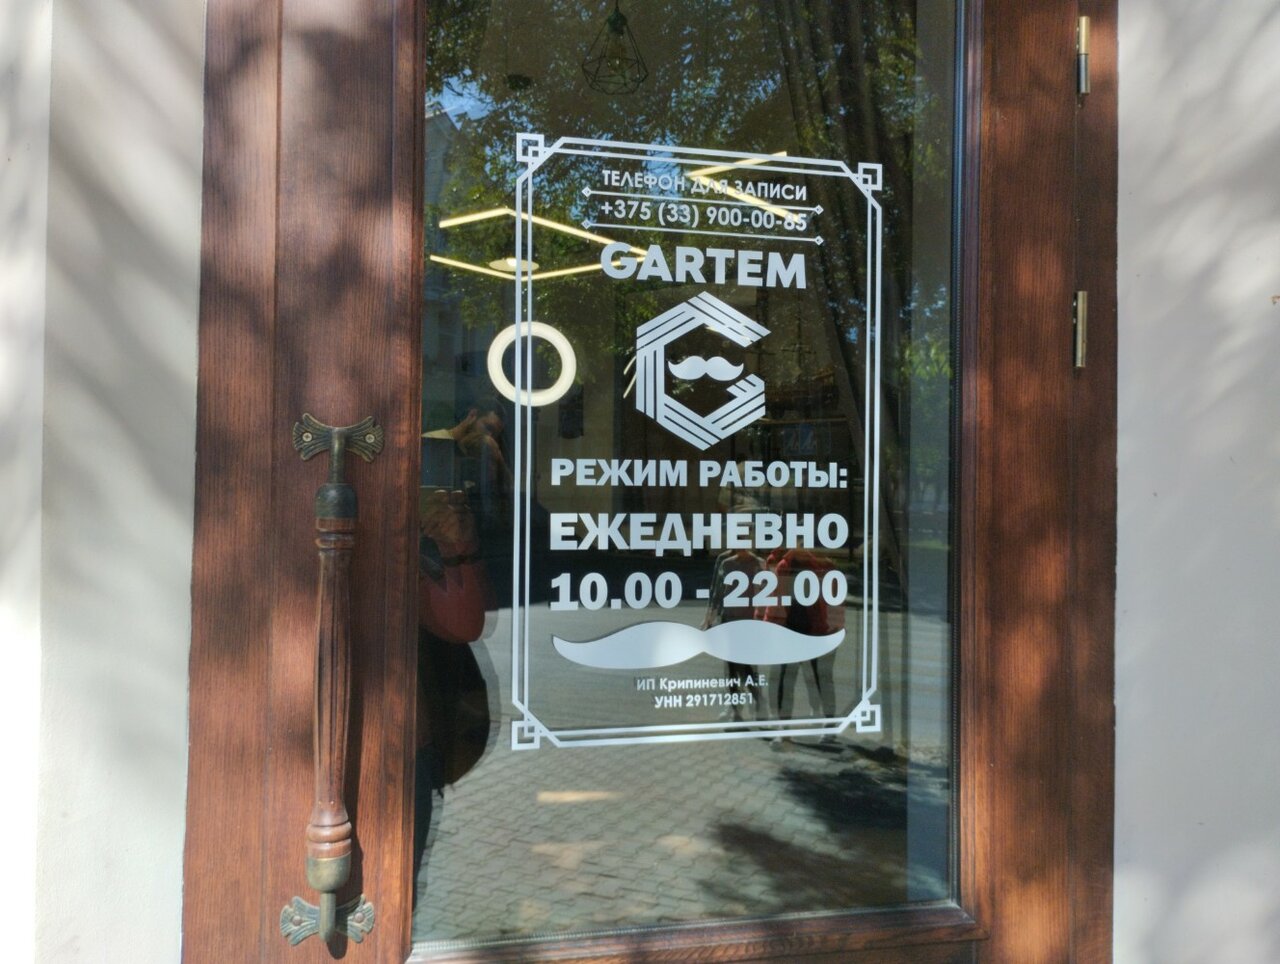 ТЕЛЕФОН ДЛЯ ЗАПИСИ
+375 (33) 900-00-85
GARTEM
G
РЕЖИМ РАБОТЫ:
ЕЖЕДНЕВНО
10.00 - 22.00
ИП Крипиневич А.Е.
УНН 291712851